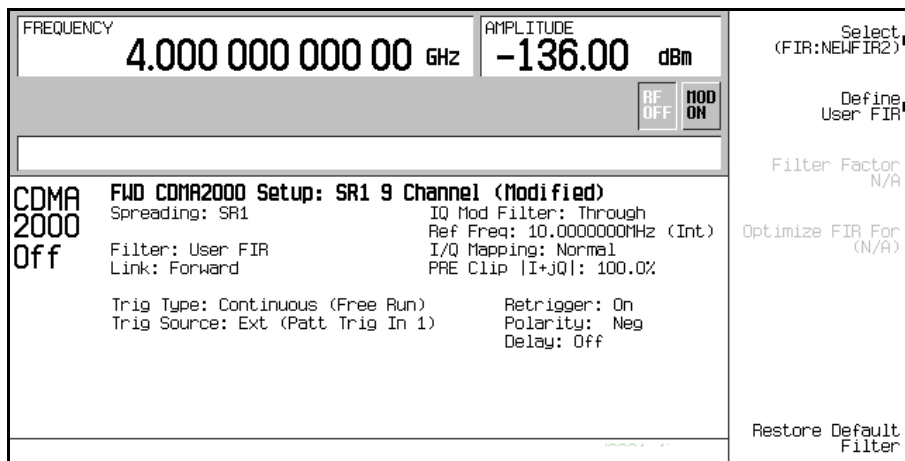 FREQUENCY
4.000 000 000 00 GHz
AMPLITUDE
-136.00 dBm
RF OFF
MOD ON
CDMA 2000 Off
FWD CDMA2000 Setup: SR1 9 Channel (Modified)
Spreading: SR1
IQ Mod Filter: Through
Ref Freq: 10.0000000MHz (Int)
Filter: User FIR
I/Q Mapping: Normal
Link: Forward
PRE Clip |I+jQ|: 100.0%
Trig Type: Continuous (Free Run)
Retrigger: On
Trig Source: Ext (Patt Trig In 1)
Polarity: Neg
Delay: Off
Select
(FIR:NEWFIR2)
Define
User FIR
Filter Factor
N/A
Optimize FIR For
(N/A)
Restore Default
Filter